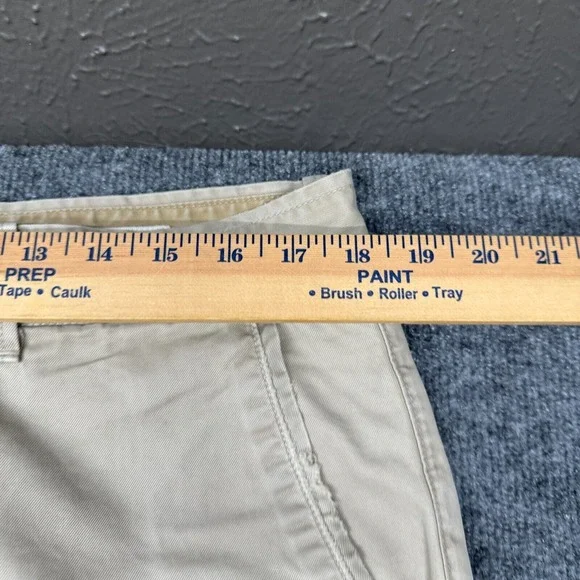 13 14 15 16 17 18 19 20 21
PREP PAINT
Tape • Caulk • Brush • Roller • Tray